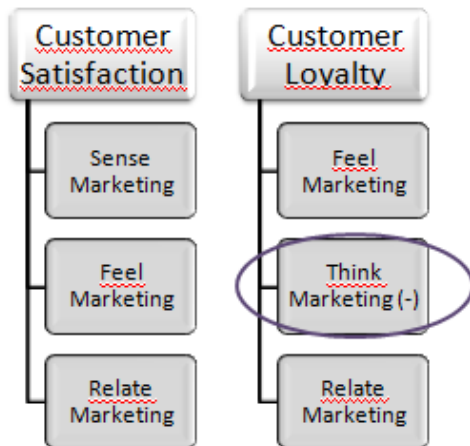 Customer
Satisfaction
Sense
Marketing
Feel
Marketing
Relate
Marketing
Customer
Loyalty
Feel
Marketing
Think
Marketing (-)
Relate
Marketing